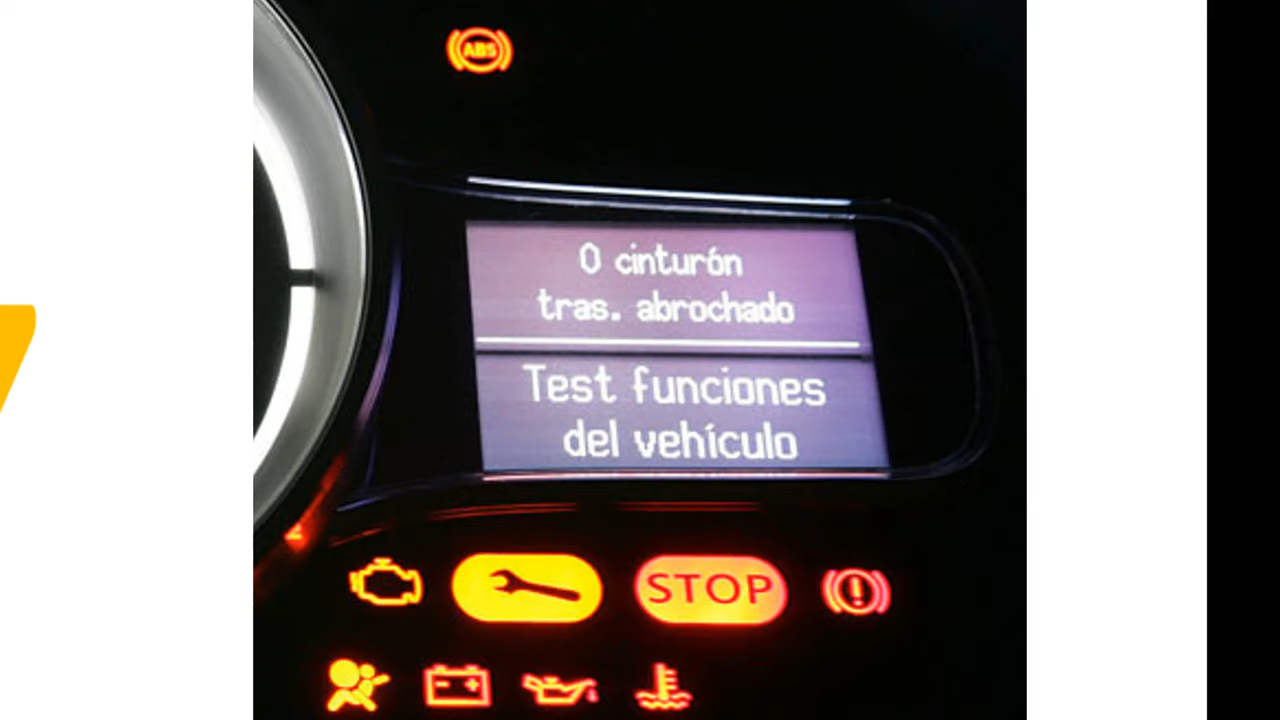 ABS
0 cinturón
tras. abrochado
Test funciones
del vehículo
STOP